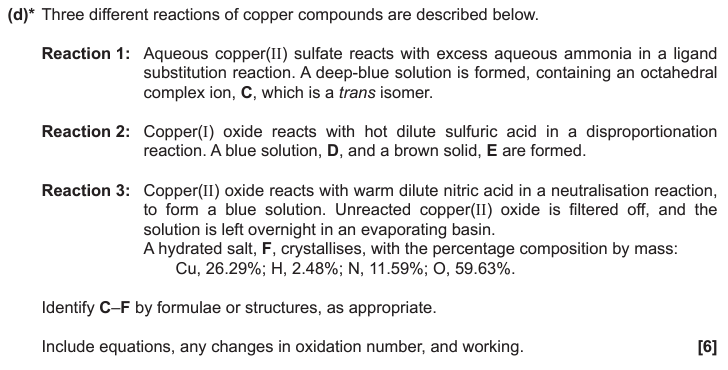 (d)* Three different reactions of copper compounds are described below.
Reaction 1: Aqueous copper(II) sulfate reacts with excess aqueous ammonia in a ligand
substitution reaction. A deep-blue solution is formed, containing an octahedral
complex ion, C, which is a trans isomer.
Reaction 2: Copper(I) oxide reacts with hot dilute sulfuric acid in a disproportionation
reaction. A blue solution, D, and a brown solid, E are formed.
Reaction 3: Copper(II) oxide reacts with warm dilute nitric acid in a neutralisation reaction,
to form a blue solution. Unreacted copper(II) oxide is filtered off, and the
solution is left overnight in an evaporating basin.
A hydrated salt, F, crystallises, with the percentage composition by mass:
Cu, 26.29%; H, 2.48%; N, 11.59%; O, 59.63%.
Identify C–F by formulae or structures, as appropriate.
Include equations, any changes in oxidation number, and working. [6]